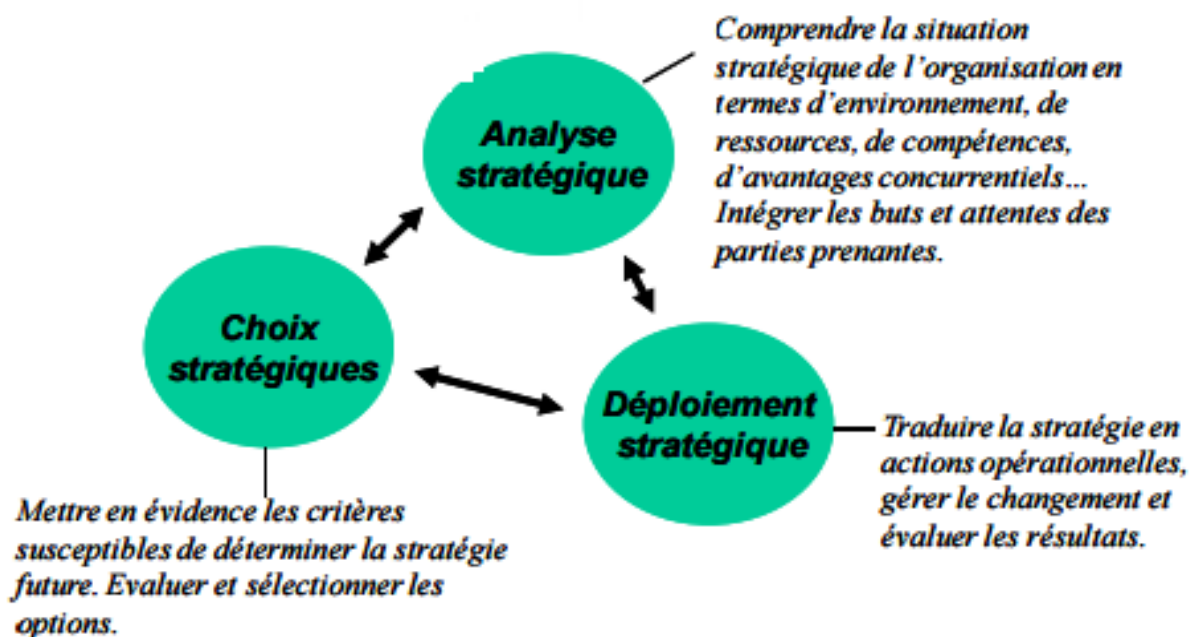 Comprendre la situation
stratégique de l'organisation en
termes d'environnement, de
ressources, de compétences,
d'avantages concurrentiels...
Intégrer les buts et attentes des
parties prenantes.
Analyse
stratégique
Choix
stratégiques
Déploiement
stratégique
Traduire la stratégie en
actions opérationnelles,
gérer le changement et
évaluer les résultats.
Mettre en évidence les critères
susceptibles de déterminer la stratégie
future. Evaluer et sélectionner les
options.